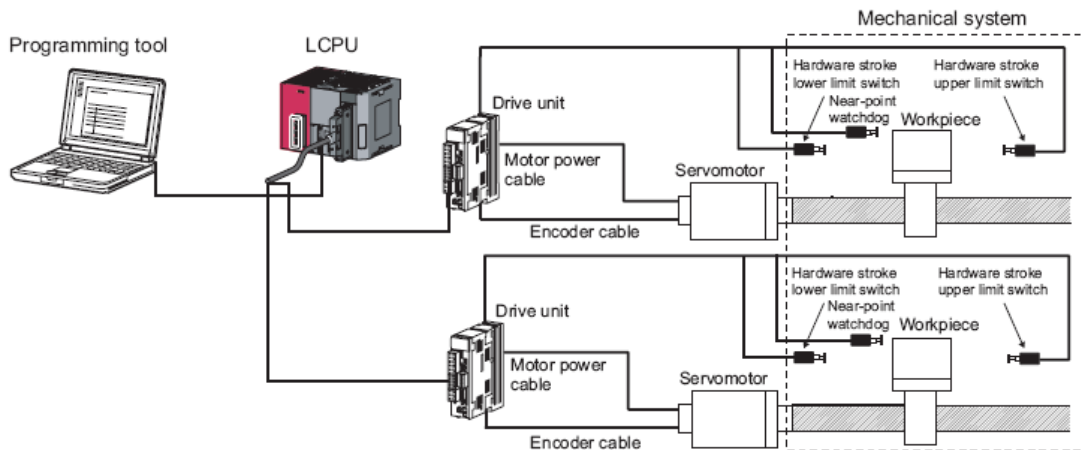 Mechanical system
Programming tool
LCPU
Hardware stroke
lower limit switch
Near-point
watchdog
Hardware stroke
upper limit switch
Workpiece
Drive unit
Motor power
cable
Servomotor
Encoder cable
Hardware stroke
lower limit switch
Near-point
watchdog
Hardware stroke
upper limit switch
Workpiece
Drive unit
Motor power
cable
Servomotor
Encoder cable